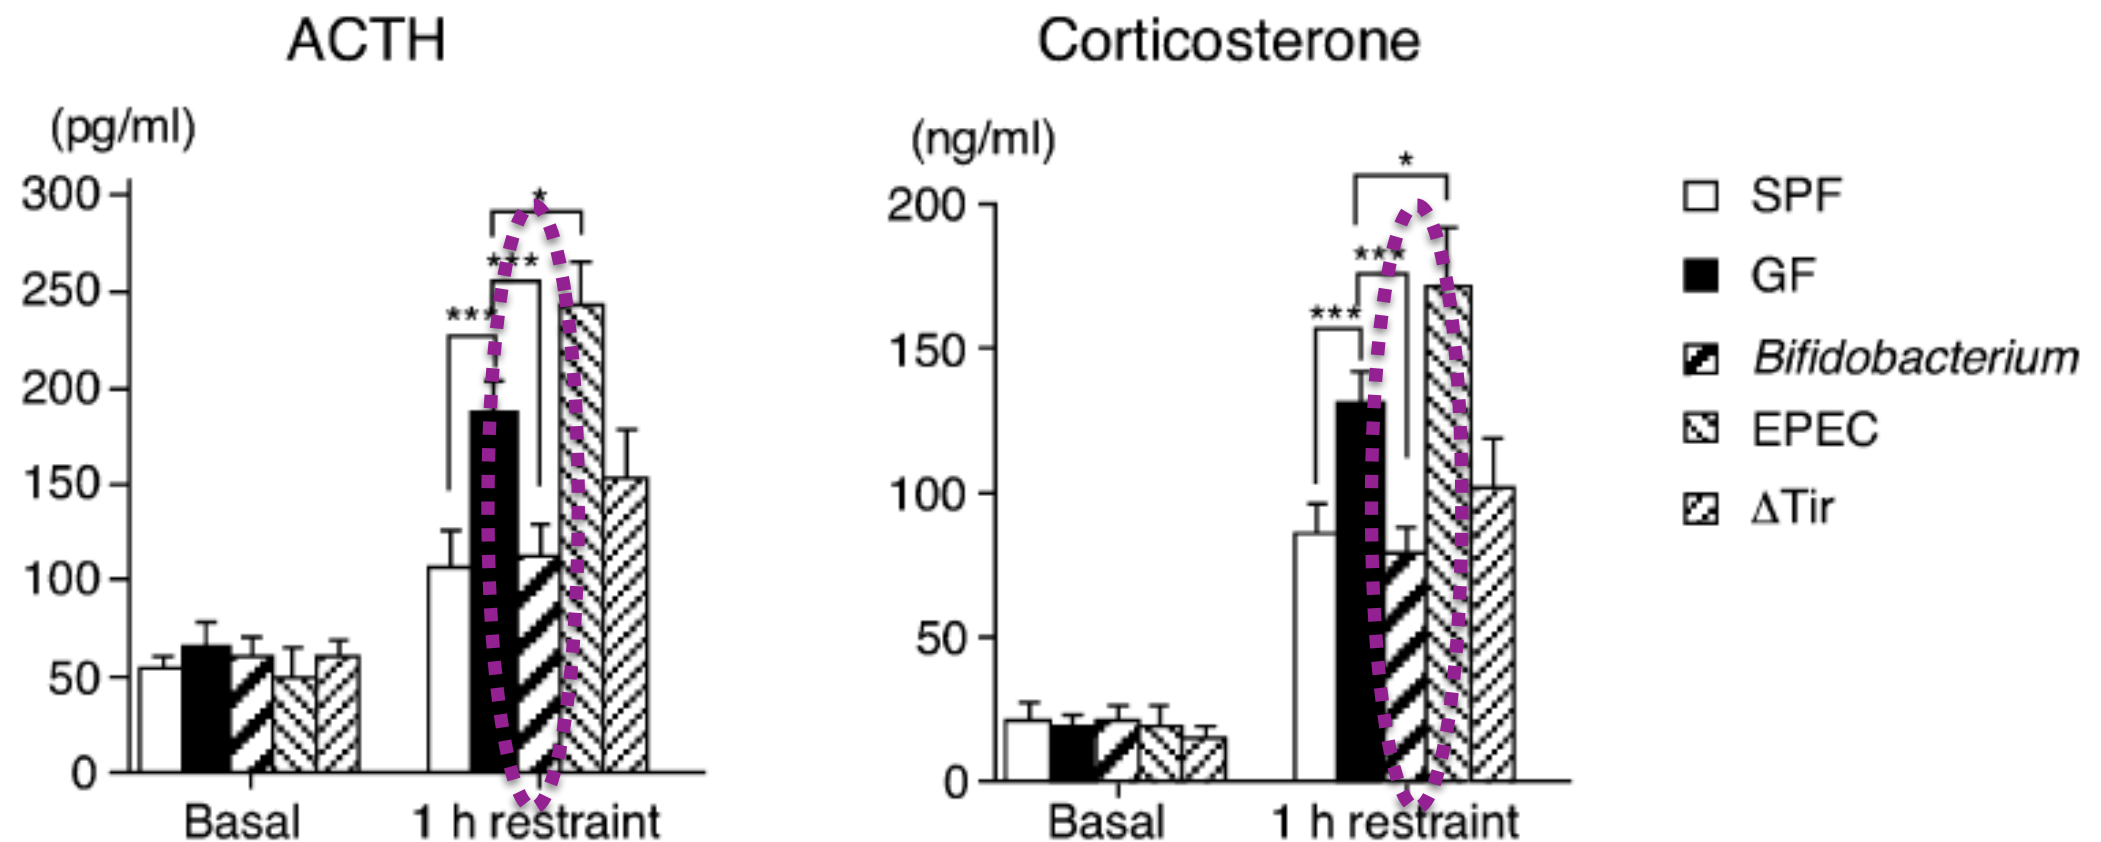 ACTH
(pg/ml)
300
250
200
150
100
50
0
*
***
***
Basal
1 h restraint
Corticosterone
(ng/ml)
200
150
100
50
0
*
***
***
Basal
1 h restraint
SPF
GF
Bifidobacterium
EPEC
ΔTir